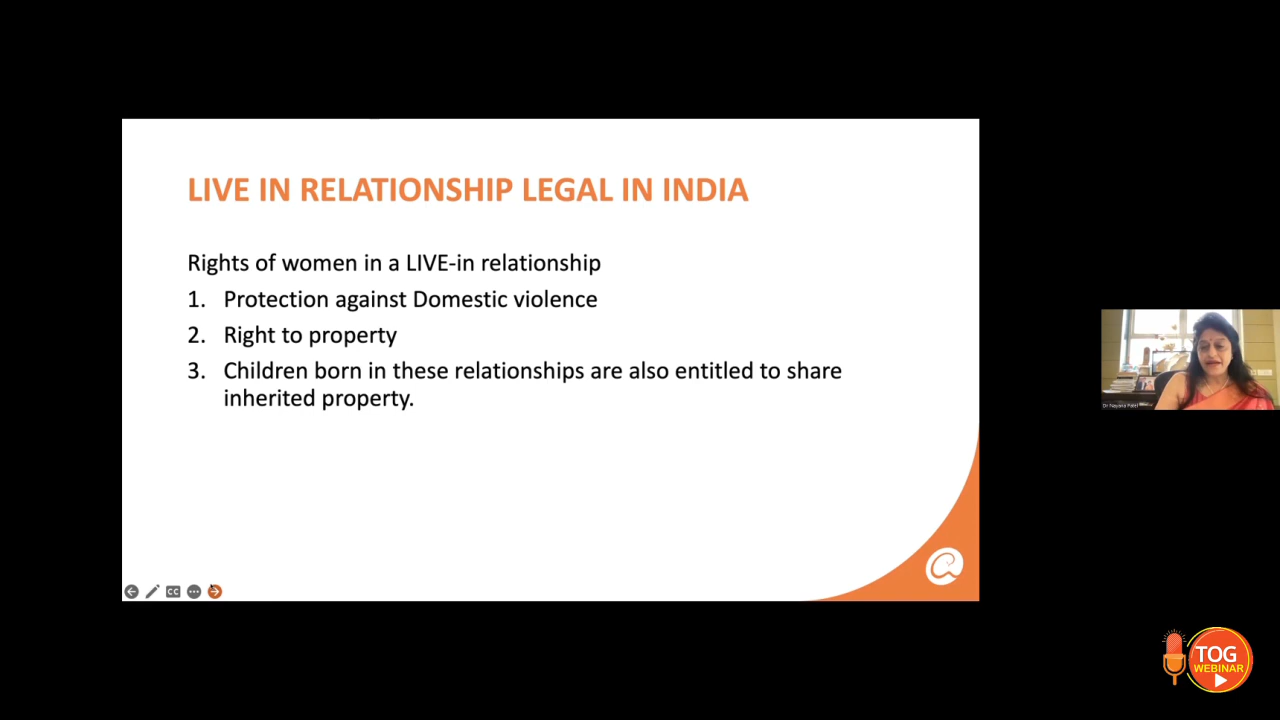 LIVE IN RELATIONSHIP LEGAL IN INDIA
Rights of women in a LIVE-in relationship
1. Protection against Domestic violence
2. Right to property
3. Children born in these relationships are also entitled to share
inherited property.
CC
TOG
WEBINAR